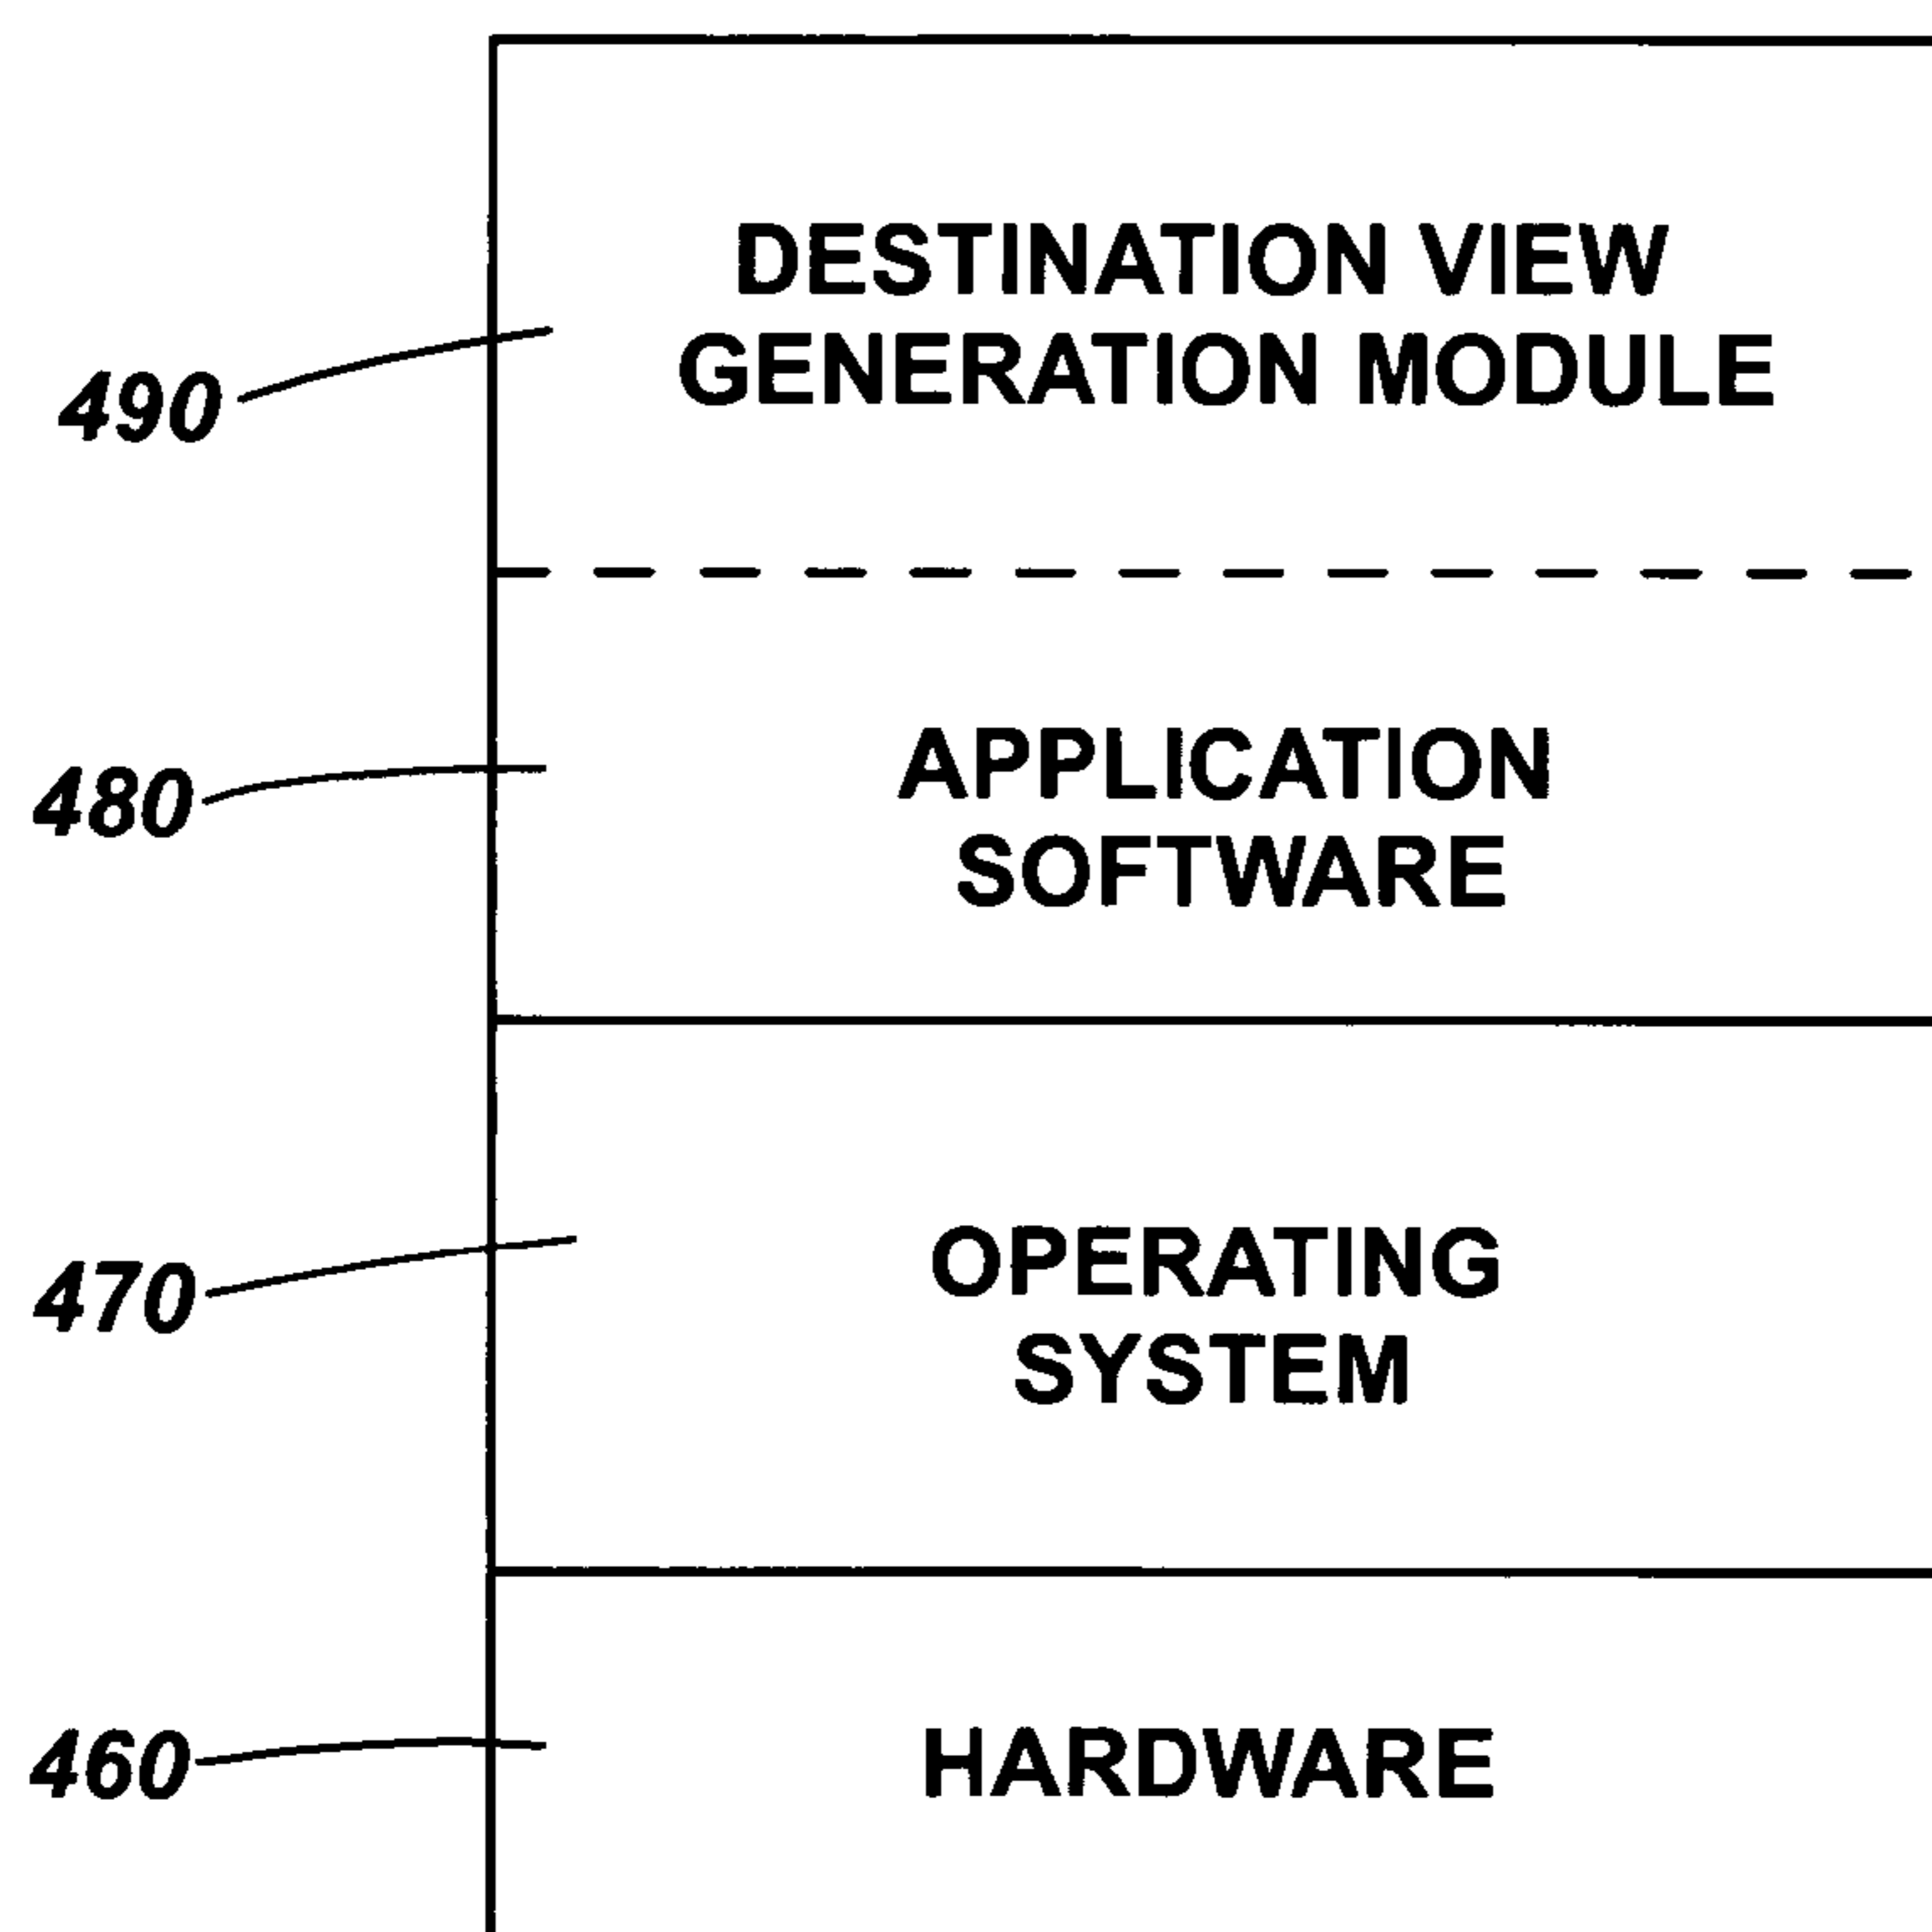 DESTINATION VIEW
GENERATION MODULE
490
APPLICATION
SOFTWARE
480
OPERATING
SYSTEM
470
HARDWARE
460